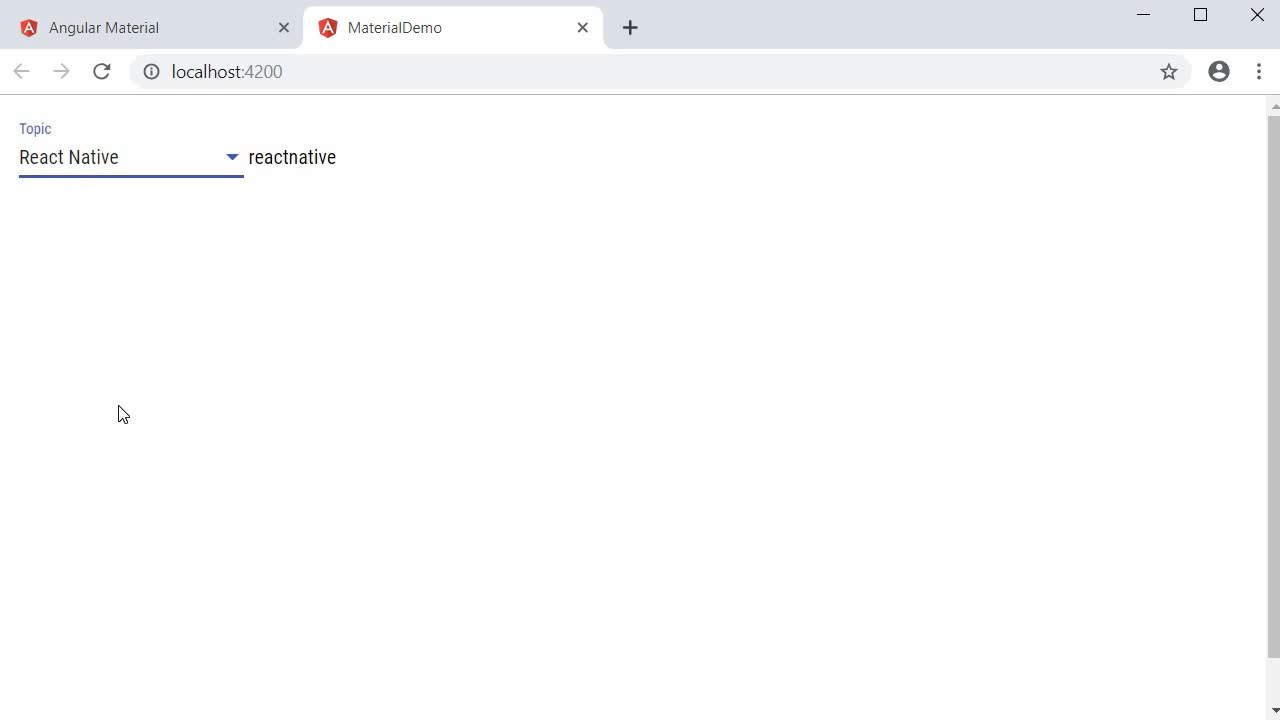 Angular Material
MaterialDemo
localhost:4200
Topic
React Native
reactnative